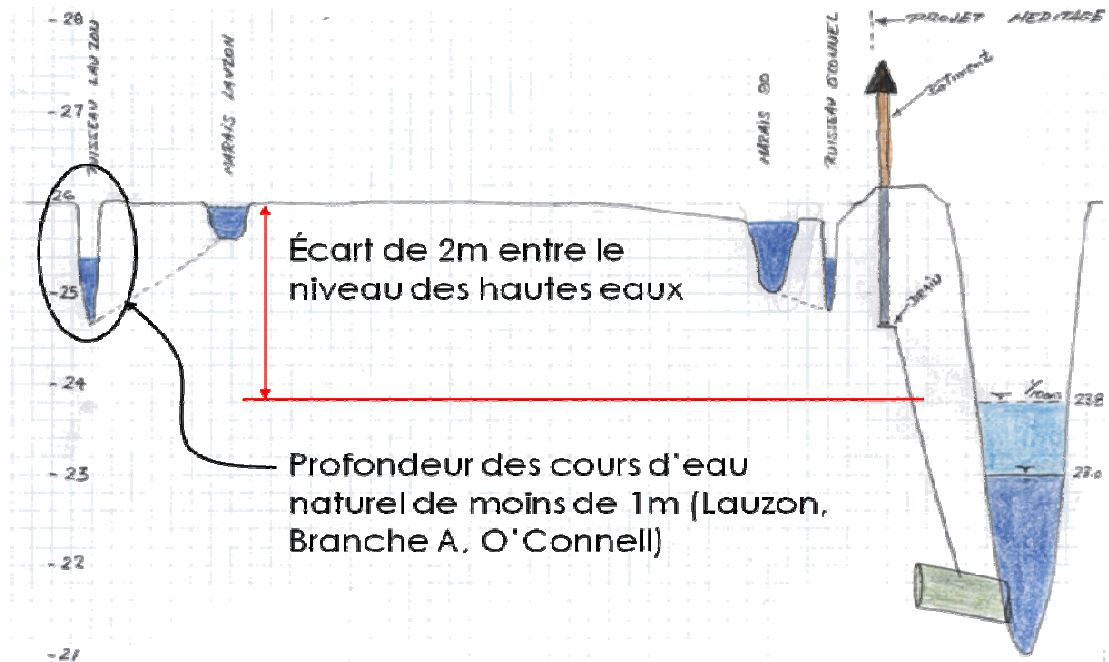 -28
PROJET HERITAGE
RUISSEAU LAUZON
MARAIS LAUZON
MARAIS
RUISSEAU O'CONNEL
Bâtiment
-27
26
Écart de 2m entre le
niveau des hautes eaux
-25
drain
-24
23.8
Profondeur des cours d'eau
naturel de moins de 1m (Lauzon,
Branche A, O'Connell)
-23
23.0
-22
-21